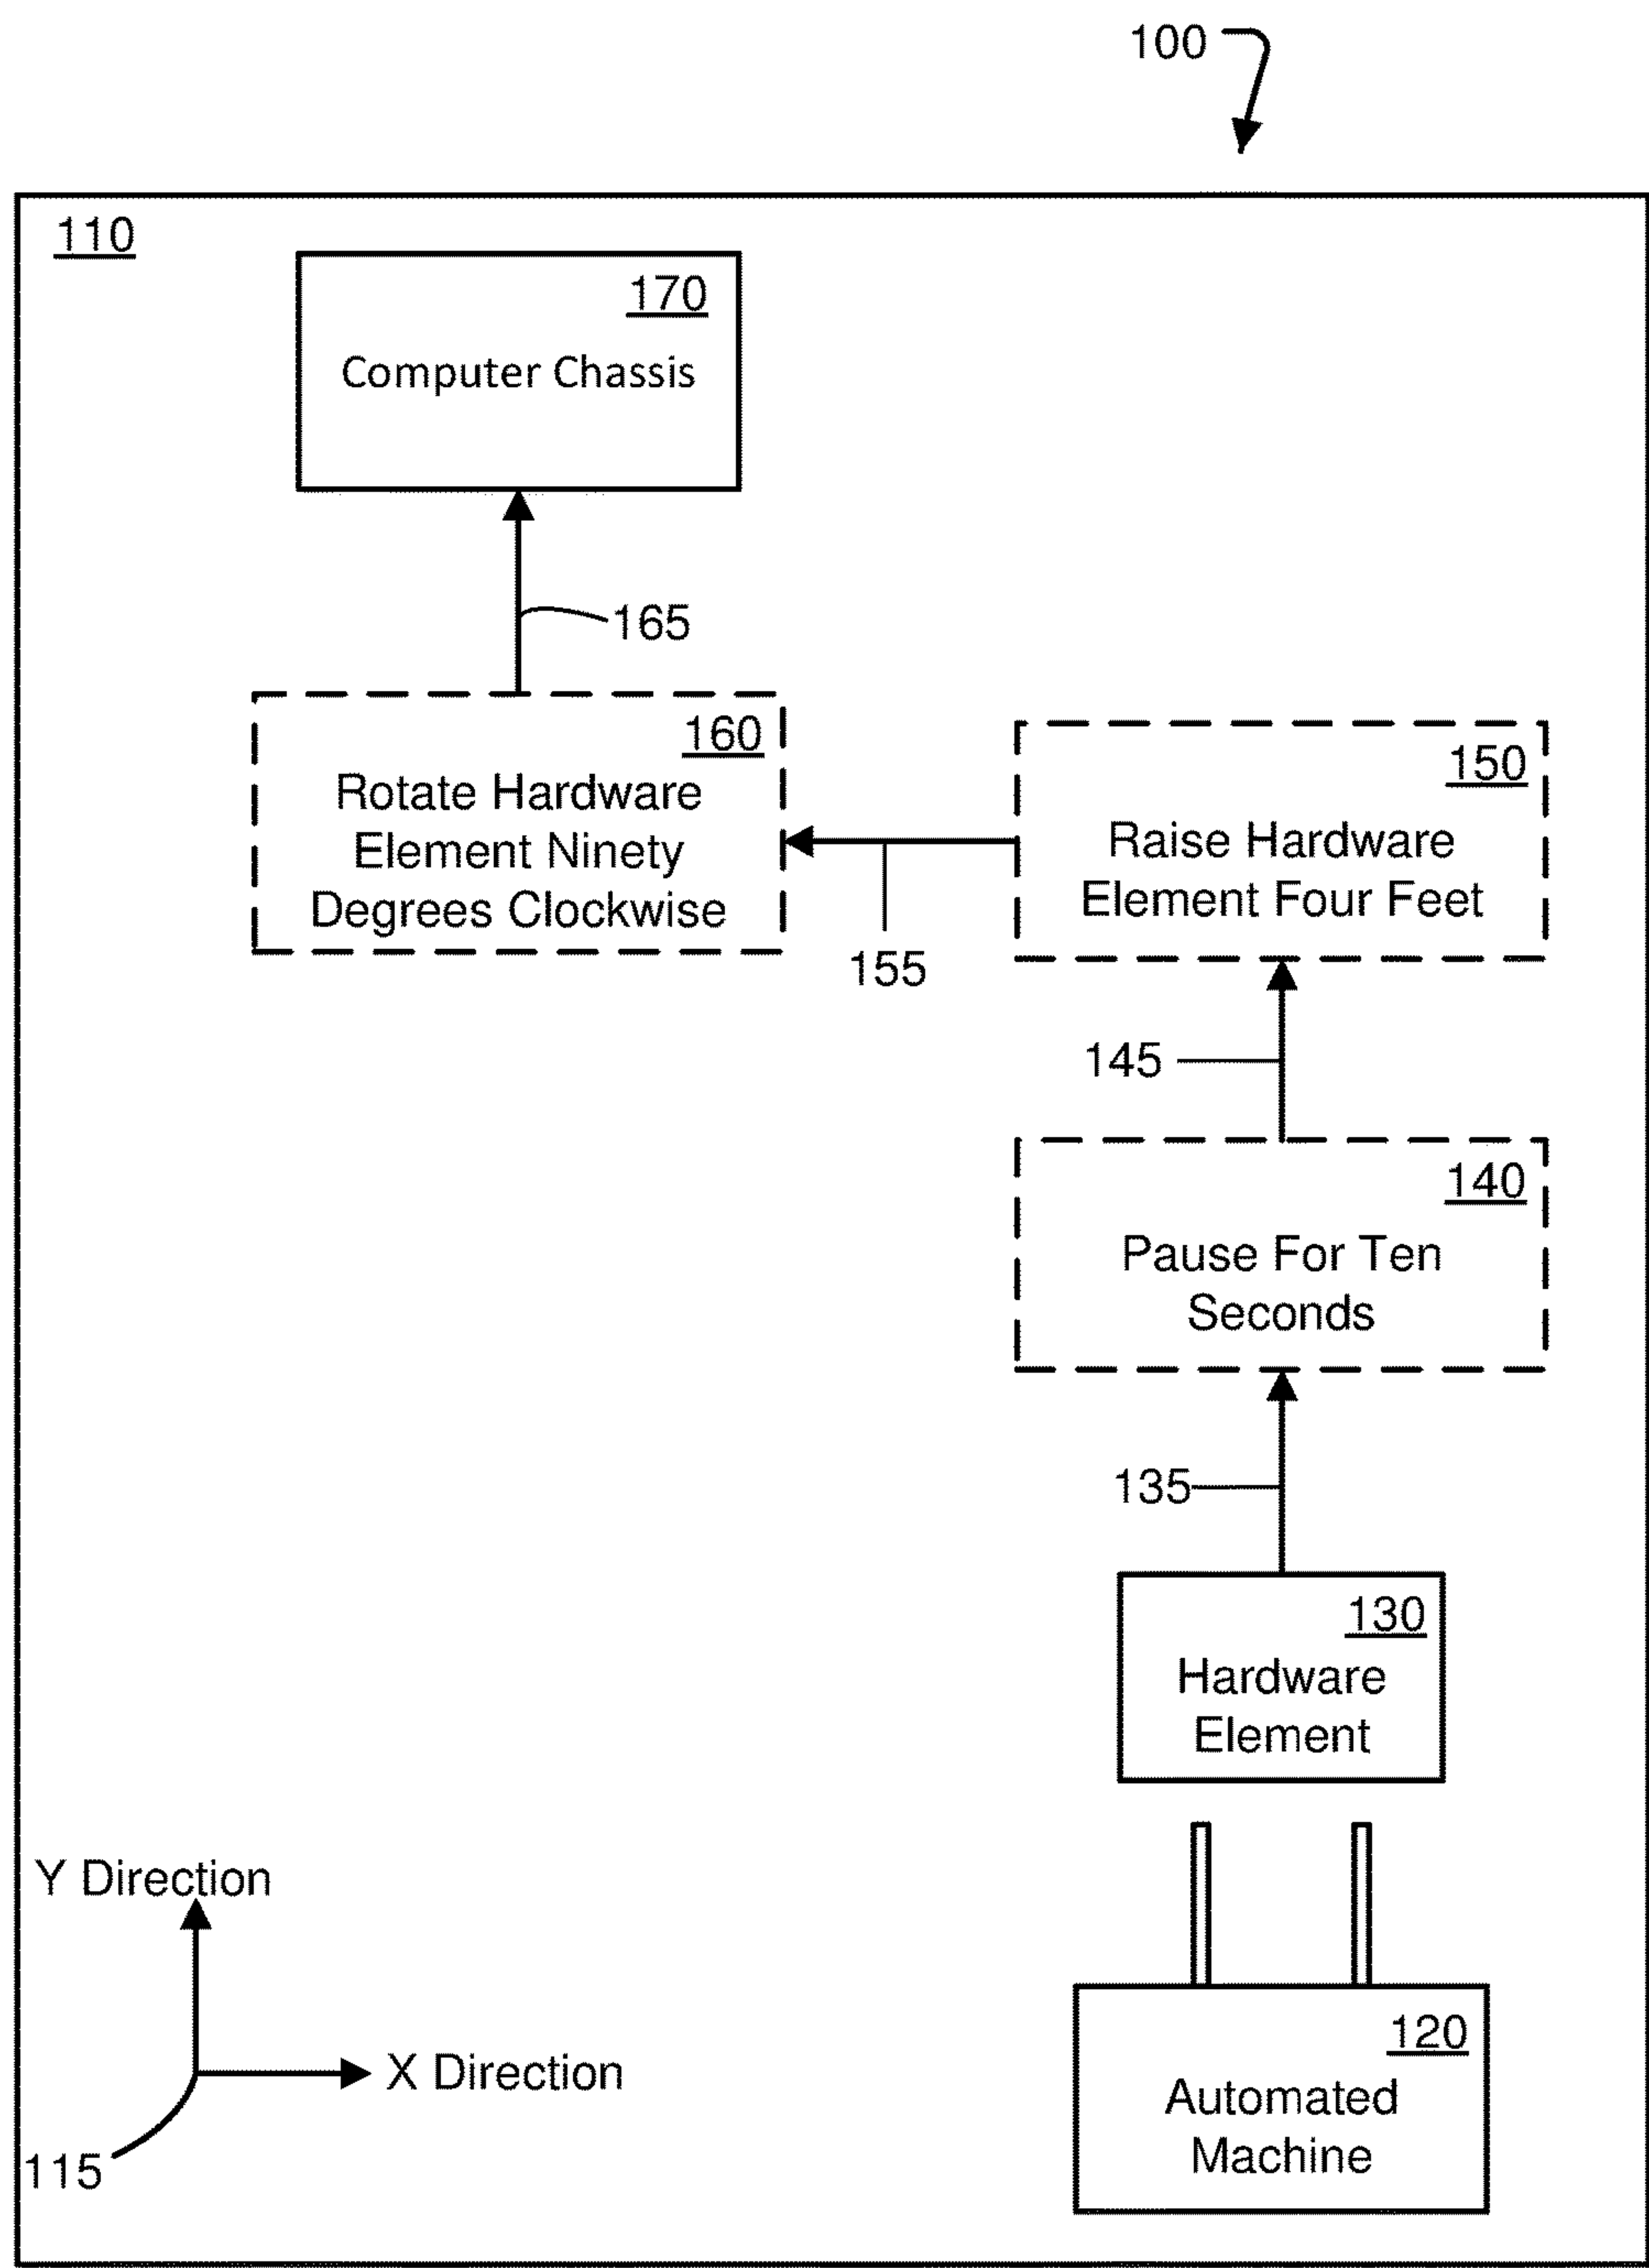 100
110
170
Computer Chassis
165
160
Rotate Hardware
Element Ninety
Degrees Clockwise
150
Raise Hardware
Element Four Feet
155
145
140
Pause For Ten
Seconds
135
130
Hardware
Element
Y Direction
X Direction
115
120
Automated
Machine